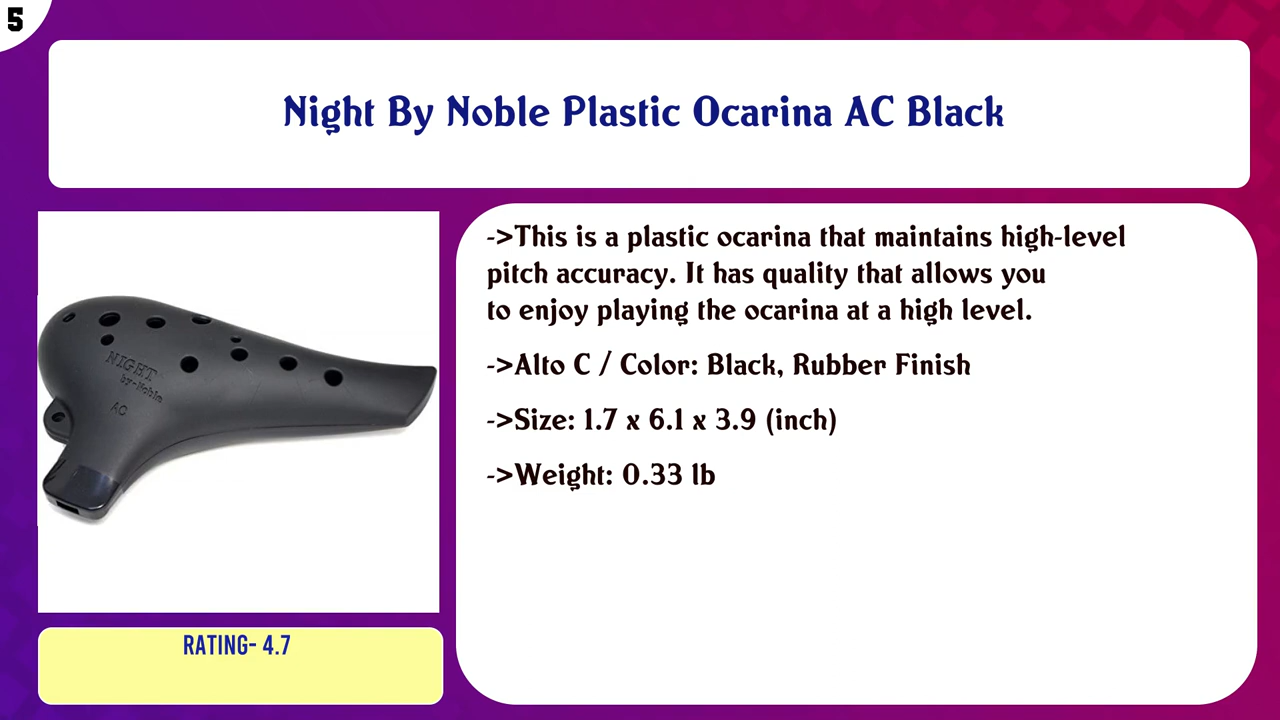 5
Night By Noble Plastic Ocarina AC Black
->This is a plastic ocarina that maintains high-level
pitch accuracy. It has quality that allows you
to enjoy playing the ocarina at a high level.
->Alto C / Color: Black, Rubber Finish
->Size: 1.7 x 6.1 x 3.9 (inch)
->Weight: 0.33 lb
NIGHT
by-Noble
AC
RATING- 4.7